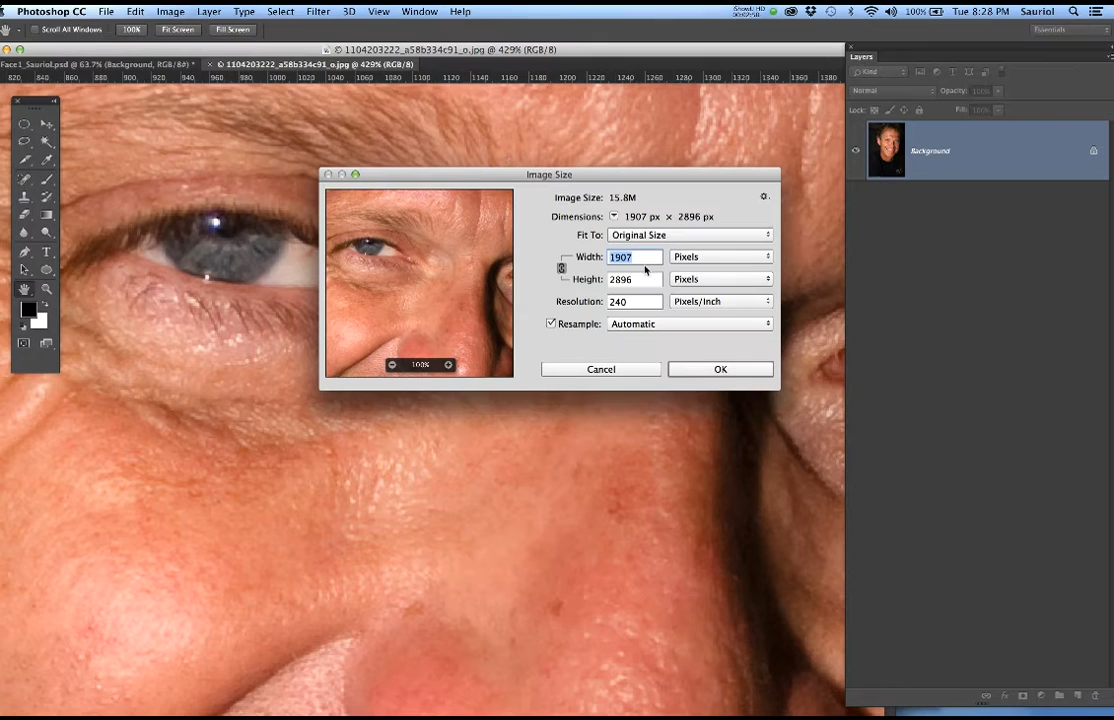 Photoshop CC File Edit Image Layer Type Select Filter 3D View Window Help 100% Tue 8:28 PM Sauriol
Scroll All Windows 100% Fit Screen Fill Screen Essentials
© 1104203222_a58b334c91_o.jpg @ 429% (RGB/8)
Face1_Sauriol.psd @ 63.7% (Background, RGB/8#) * × © 1104203222_a58b334c91_o.jpg @ 429% (RGB/8)
820 840 860 880 900 920 940 960 980 1000 1020 1040 1060 1080 1100 1120 1140 1160 1180 1200 1220 1240 1260 1280 1300 1320 1340 1360 1380
Layers
Kind
Normal Opacity: 100%
Lock: Fill: 100%
Background
Image Size
Image Size: 15.8M
Dimensions: 1907 px × 2896 px
Fit To: Original Size
Width: 1907 Pixels
Height: 2896 Pixels
Resolution: 240 Pixels/Inch
Resample: Automatic
100%
Cancel OK